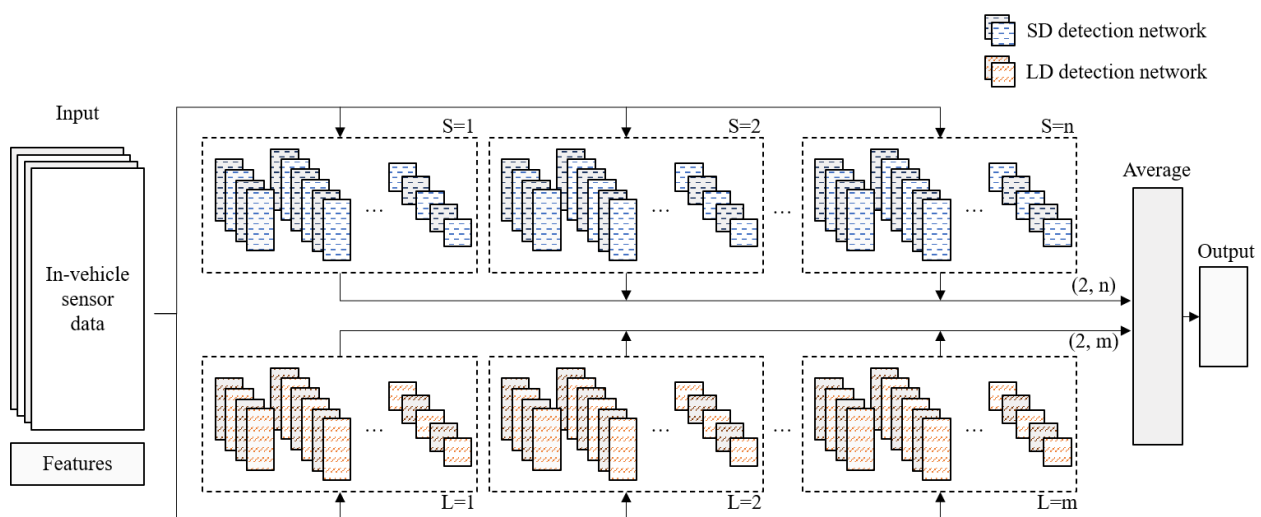 SD detection network
LD detection network
Input
S=1
S=2
S=n
Average
In-vehicle
sensor
data
...
...
...
...
Output
(2, n)
(2, m)
...
...
...
...
Features
L=1
L=2
L=m